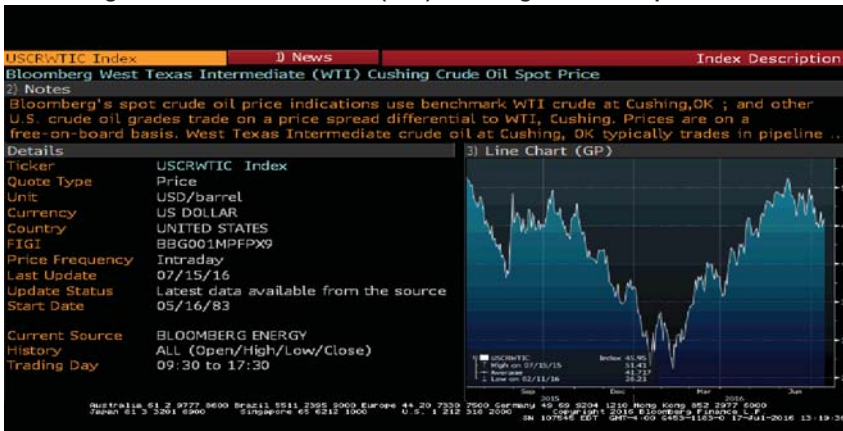 USCRWTIC Index 1) News Index Description
Bloomberg West Texas Intermediate (WTI) Cushing Crude Oil Spot Price
2) Notes
Bloomberg's spot crude oil price indications use benchmark WTI crude at Cushing,OK ; and other
U.S. crude oil grades trade on a price spread differential to WTI, Cushing. Prices are on a
free-on-board basis. West Texas Intermediate crude oil at Cushing, OK typically trades in pipeline ..
Details
Ticker USCRWTIC Index
Quote Type Price
Unit USD/barrel
Currency US DOLLAR
Country UNITED STATES
FIGI BBG001MPFPX9
Price Frequency Intraday
Last Update 07/15/16
Update Status Latest data available from the source
Start Date 05/16/83
Current Source BLOOMBERG ENERGY
History ALL (Open/High/Low/Close)
Trading Day 09:30 to 17:30
3) Line Chart (GP)
USCRWTIC Index 45.95
High on 07/15/15 51.41
Average 41.717
Low on 02/11/16 26.21
Sep Dec Mar Jun
2015 2016
Australia 61 2 9777 8600 Brazil 5511 2395 9000 Europe 44 20 7330 7500 Germany 49 69 9204 1210 Hong Kong 852 2977 6000
Japan 81 3 3201 8900 Singapore 65 6212 1000 U.S. 1 212 318 2000 Copyright 2016 Bloomberg Finance L.P.
SN 107545 EDT GMT-4:00 17-Jul-2016